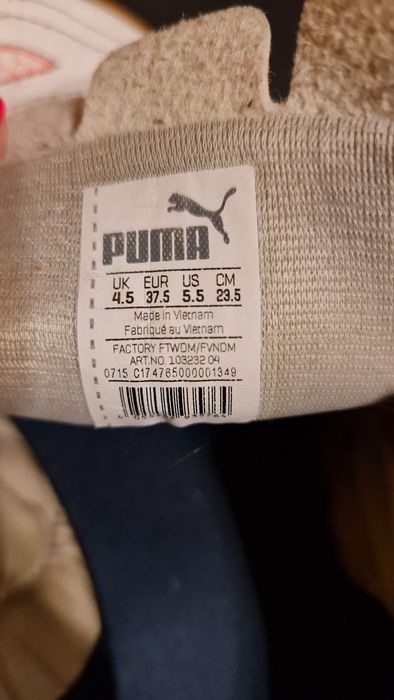 PUMA
UK EUR US CM
4.5 37.5 5.5 23.5
Made in Vietnam
Fabriqué au Vietnam
FACTORY FTWDM/FVNDM
ART.NO. 103232 04
0715 C174765000001349